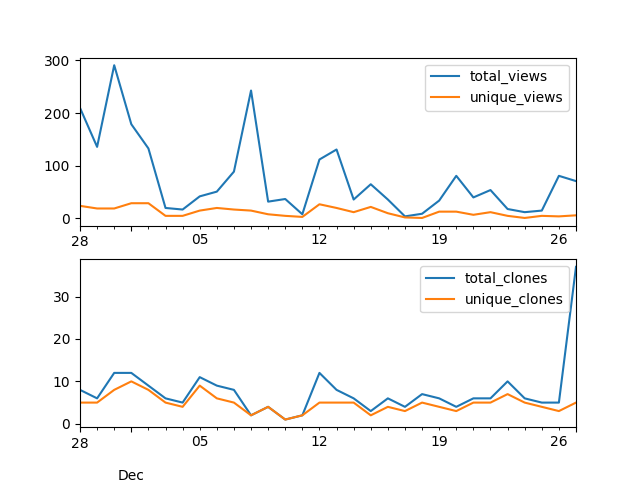 300
200
100
0
total_views
unique_views
28 05 12 19 26
30
20
10
0
total_clones
unique_clones
28 05 12 19 26
Dec